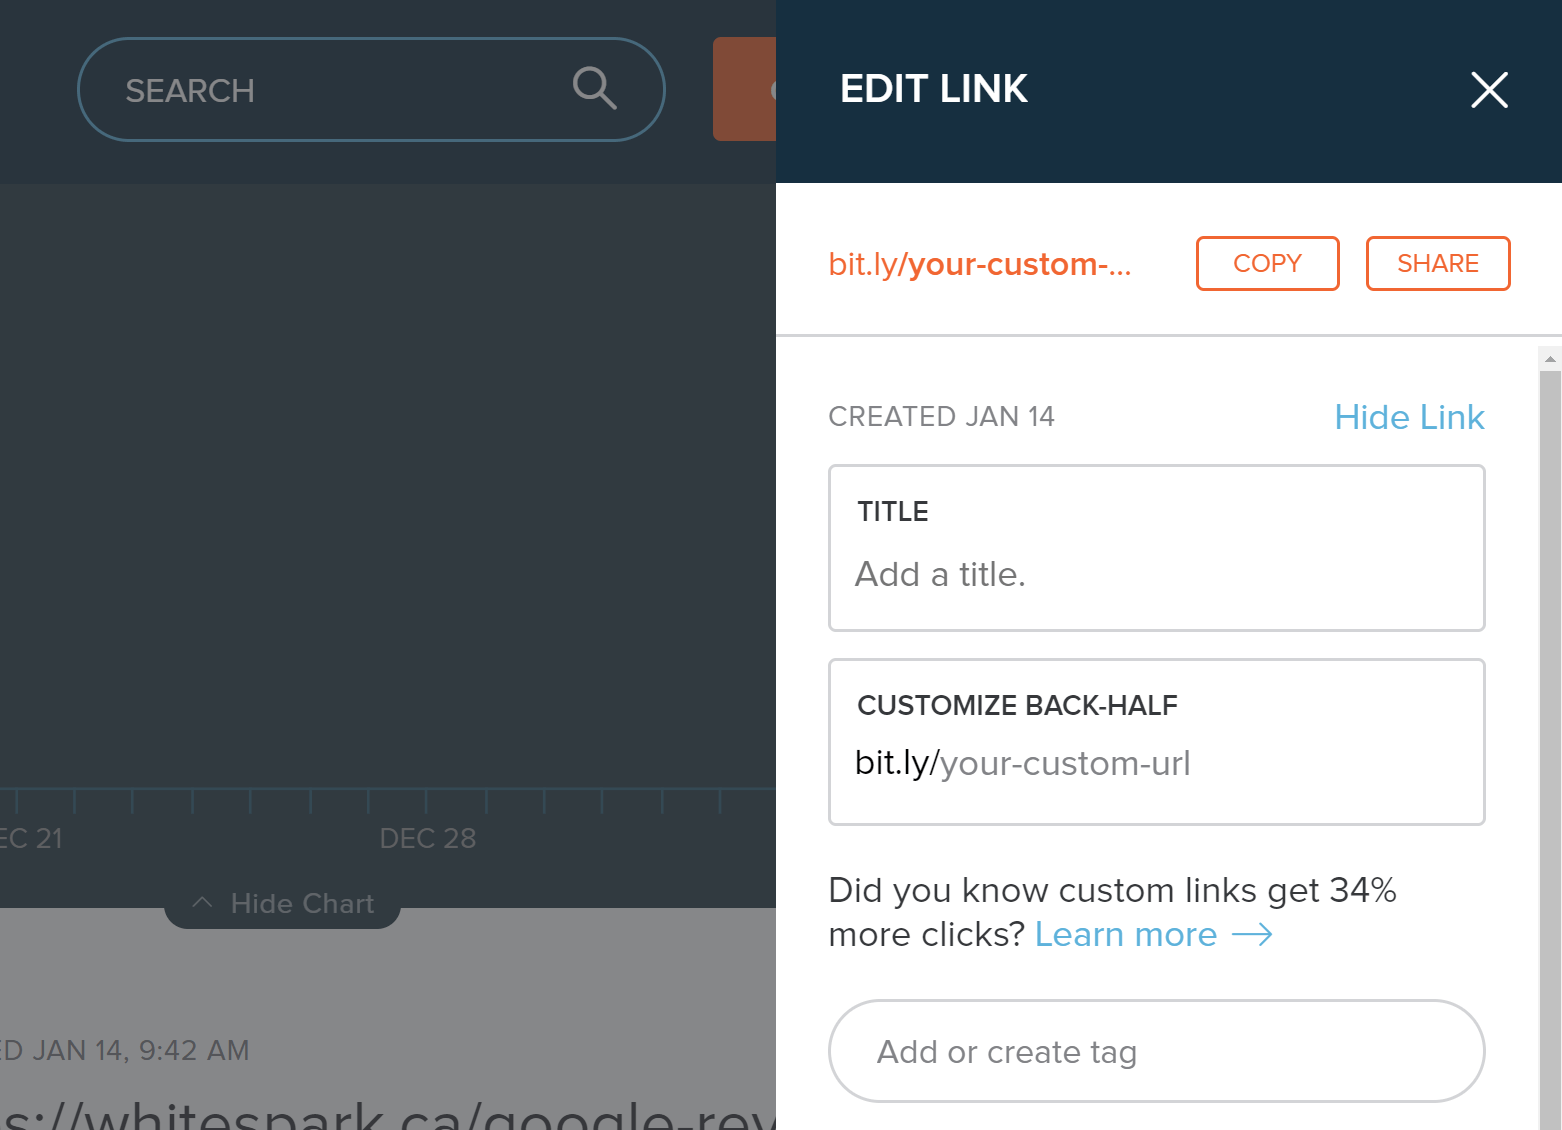 SEARCH
EDIT LINK
bit.ly/your-custom-...
COPY
SHARE
CREATED JAN 14
Hide Link
TITLE
Add a title.
CUSTOMIZE BACK-HALF
bit.ly/your-custom-url
Did you know custom links get 34%
more clicks? Learn more →
Add or create tag
EC 21
DEC 28
Hide Chart
ED JAN 14, 9:42 AM
s://whitespark.ca/google-rev